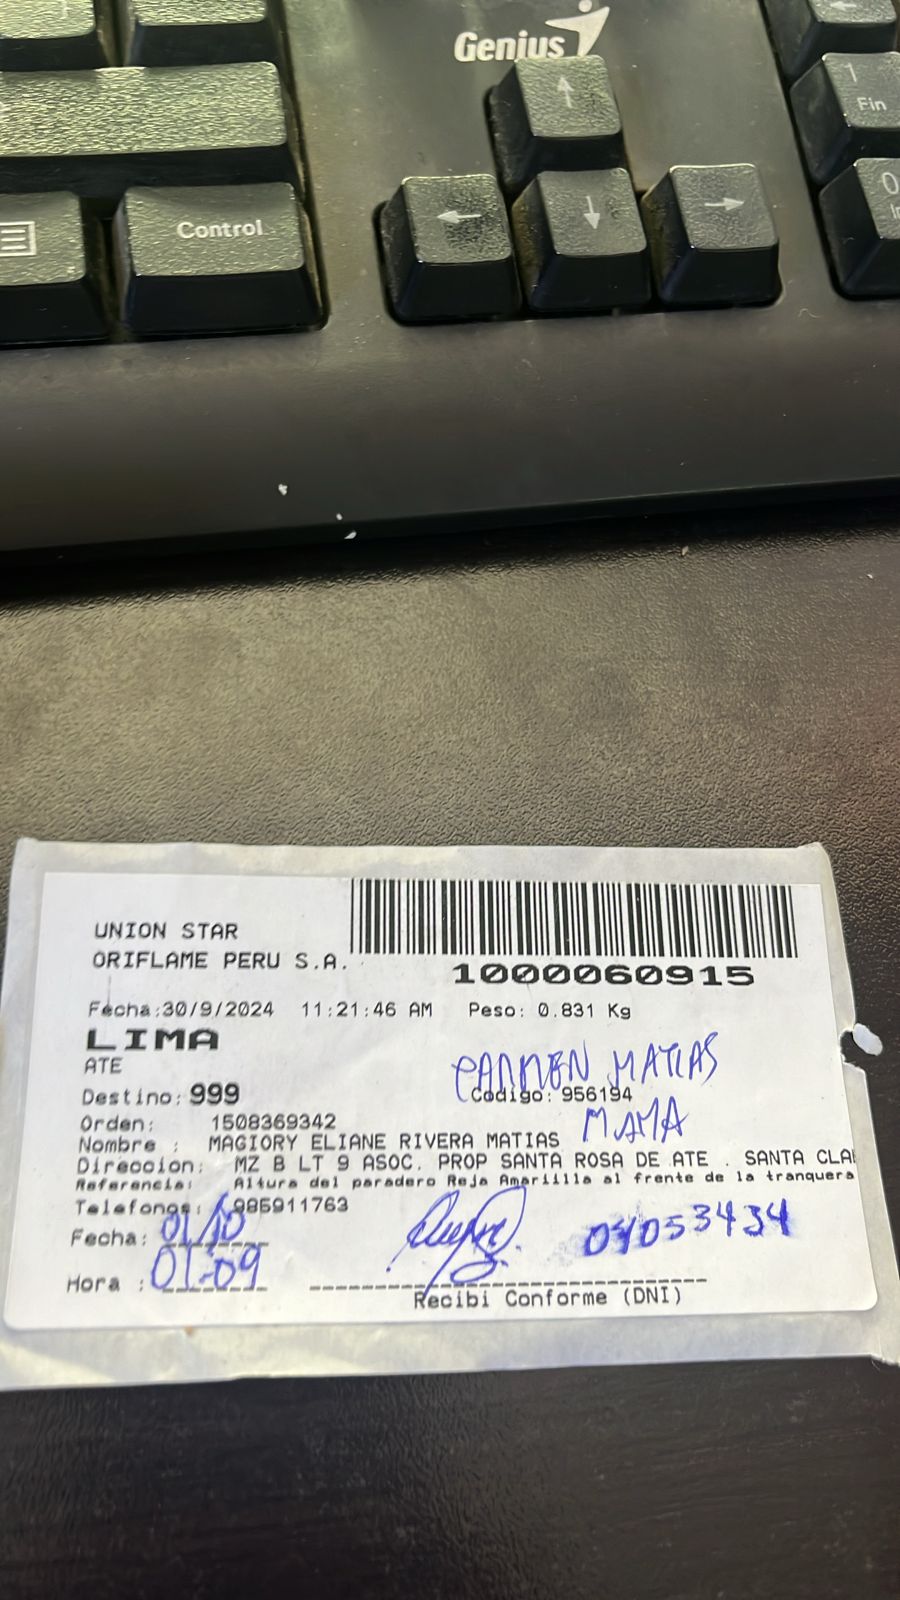 Genius
↑
1
Fin
0
Control
← ↓ →
UNION STAR
ORIFLAME PERU S.A.
1000060915
Fecha:30/9/2024 11:21:46 AM Peso: 0.831 Kg
LIMA
CARMEN MATIAS
ATE
Destino: 999 Codigo: 956194
Orden: 1508369342
MAMA
Nombre : MAGIORY ELIANE RIVERA MATIAS
Direccion: MZ B LT 9 ASOC. PROP SANTA ROSA DE ATE . SANTA CLA
Referencia: Altura del paradero Reja Amariilla al frente de la tranquera
Telefonos: 985911763
Fecha: 01/10
04053434
Hora : 01:09
Recibi Conforme (DNI)